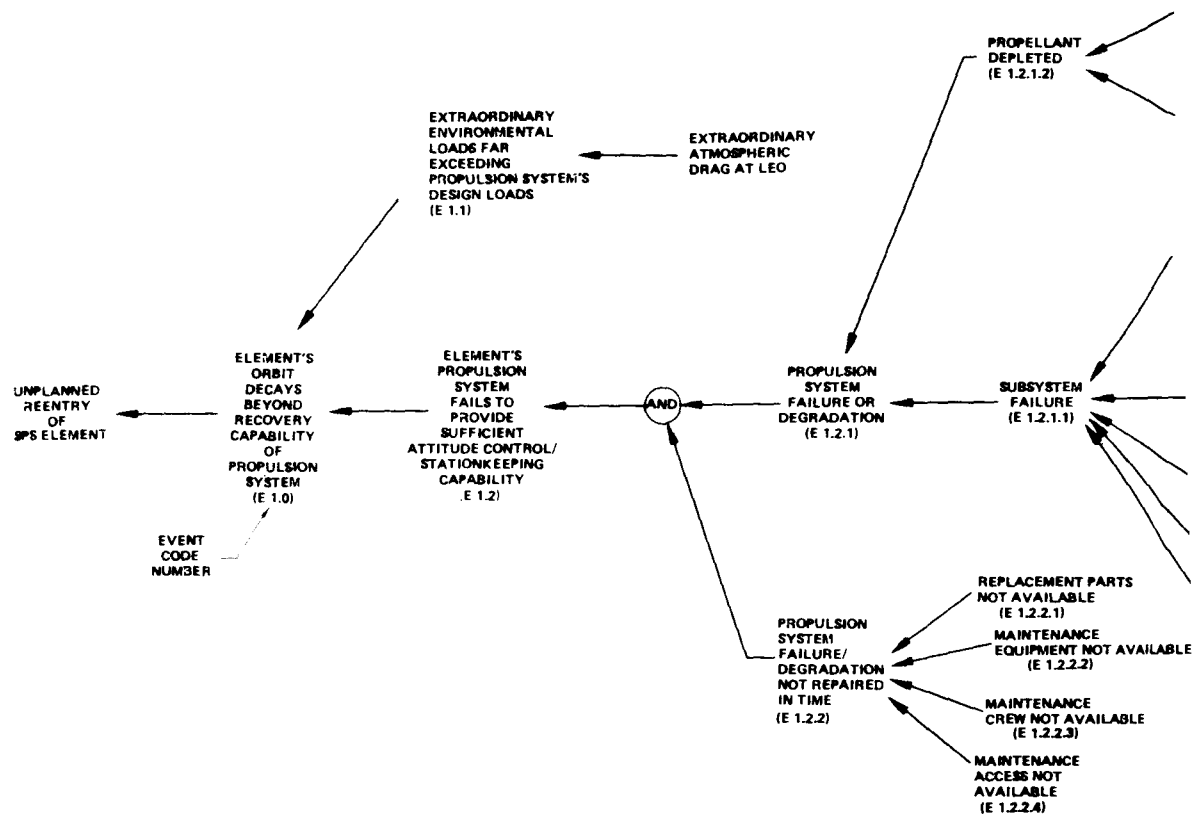 PROPELLANT
DEPLETED
(E 1.2.1.2)
EXTRAORDINARY
ENVIRONMENTAL
LOADS FAR
EXCEEDING
PROPULSION SYSTEM'S
DESIGN LOADS
(E 1.1)
EXTRAORDINARY
ATMOSPHERIC
DRAG AT LEO
UNPLANNED
REENTRY
OF
SPS ELEMENT
ELEMENT'S
ORBIT
DECAYS
BEYOND
RECOVERY
CAPABILITY
OF
PROPULSION
SYSTEM
(E 1.0)
EVENT
CODE
NUMBER
ELEMENT'S
PROPULSION
SYSTEM
FAILS TO
PROVIDE
SUFFICIENT
ATTITUDE CONTROL/
STATIONKEEPING
CAPABILITY
(E 1.2)
AND
PROPULSION
SYSTEM
FAILURE OR
DEGRADATION
(E 1.2.1)
SUBSYSTEM
FAILURE
(E 1.2.1.1)
PROPULSION
SYSTEM
FAILURE/
DEGRADATION
NOT REPAIRED
IN TIME
(E 1.2.2)
REPLACEMENT PARTS
NOT AVAILABLE
(E 1.2.2.1)
MAINTENANCE
EQUIPMENT NOT AVAILABLE
(E 1.2.2.2)
MAINTENANCE
CREW NOT AVAILABLE
(E 1.2.2.3)
MAINTENANCE
ACCESS NOT
AVAILABLE
(E 1.2.2.4)